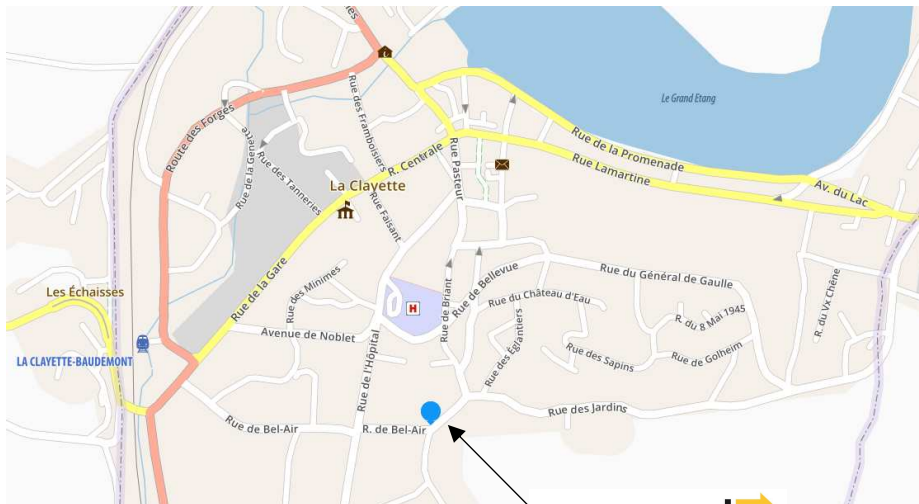 Le Grand Etang
Route des Forges
Rue de la Generie
Rue des Tanneries
Rue des Framboisiers
R. Centrale
Rue Pasteur
Rue de la Promenade
Rue Lamartine
Av. du Lac
La Clayette
Rue Faisant
Les Échaisses
Rue de la Gare
Rue des Minimes
Rue de Bellevue
Rue du Général de Gaulle
R. du Vx Chêne
Rue du Château d'Eau
Rue de Briant
H
R. du 8 Mai 1945
Avenue de Noblet
LA CLAYETTE-BAUDEMONT
Rue des Églantiers
Rue des Sapins
Rue de Golheim
Rue de l'Hôpital
Rue des Jardins
Rue de Bel-Air
R. de Bel-Air